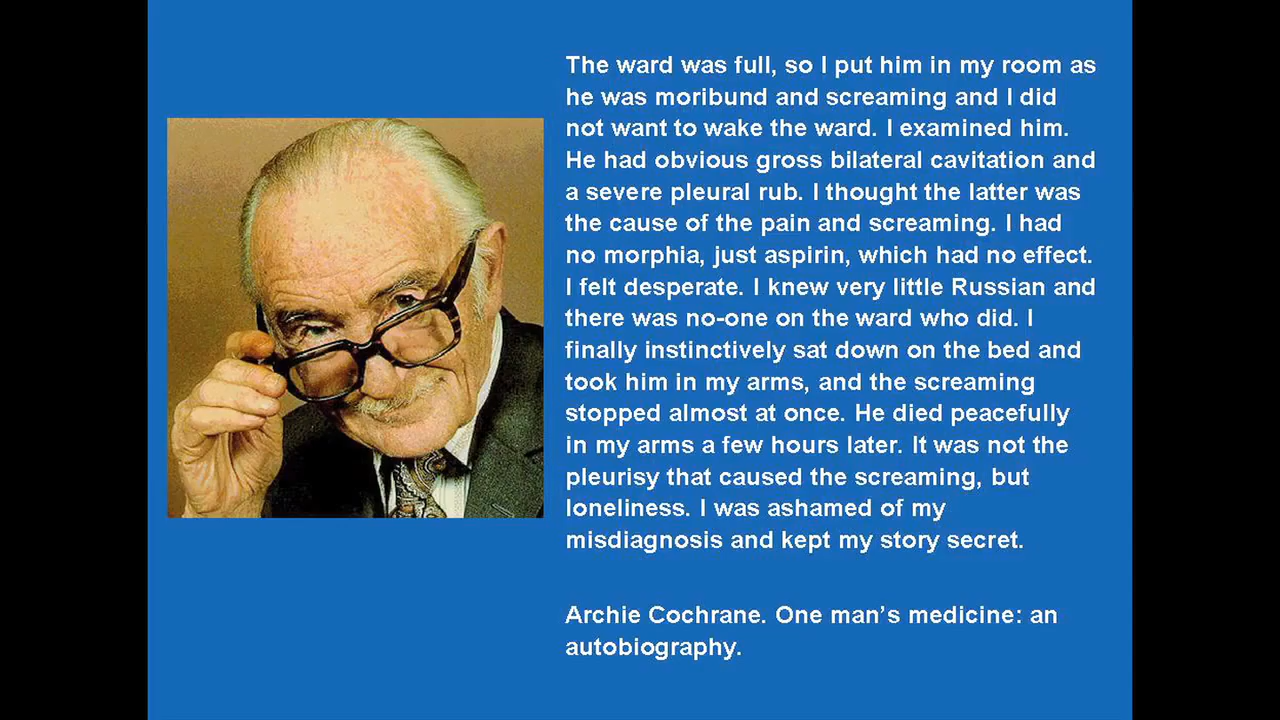 The ward was full, so I put him in my room as
he was moribund and screaming and I did
not want to wake the ward. I examined him.
He had obvious gross bilateral cavitation and
a severe pleural rub. I thought the latter was
the cause of the pain and screaming. I had
no morphia, just aspirin, which had no effect.
I felt desperate. I knew very little Russian and
there was no-one on the ward who did. I
finally instinctively sat down on the bed and
took him in my arms, and the screaming
stopped almost at once. He died peacefully
in my arms a few hours later. It was not the
pleurisy that caused the screaming, but
loneliness. I was ashamed of my
misdiagnosis and kept my story secret.
Archie Cochrane. One man’s medicine: an
autobiography.